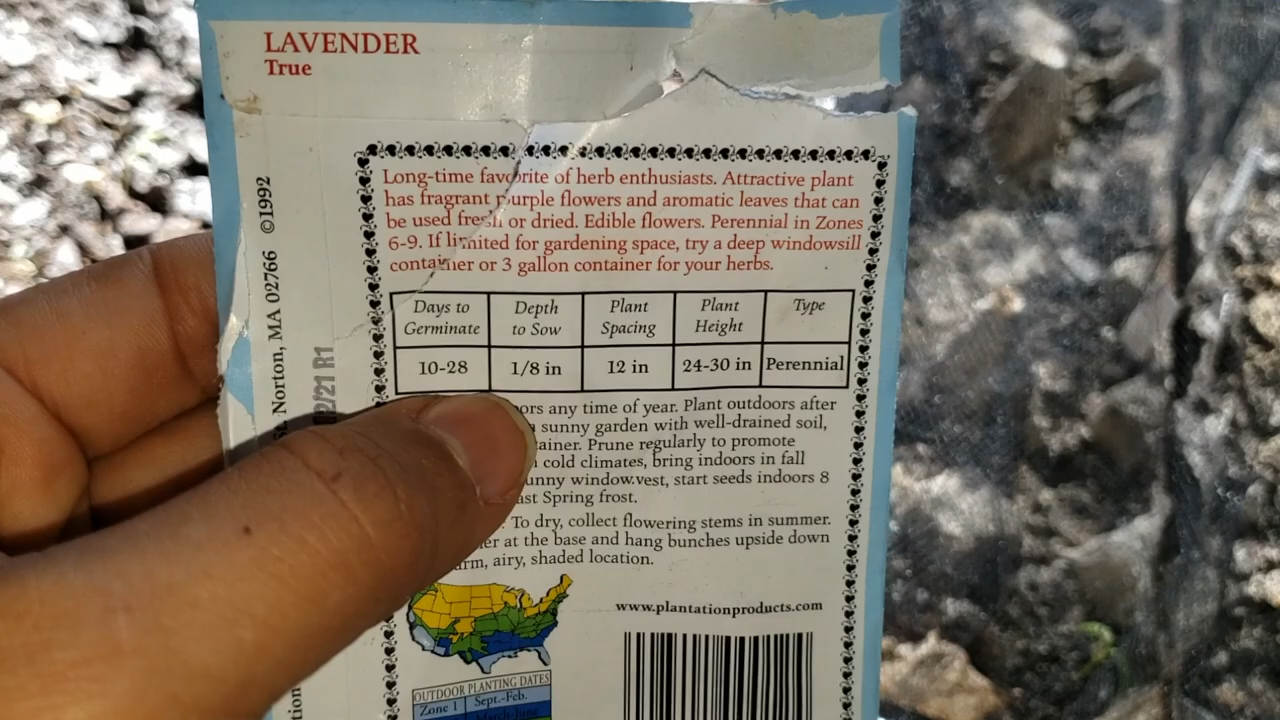 LAVENDER
True
Long-time favorite of herb enthusiasts. Attractive plant
has fragrant purple flowers and aromatic leaves that can
be used fresh or dried. Edible flowers. Perennial in Zones
6-9. If limited for gardening space, try a deep windowsill
container or 3 gallon container for your herbs.
Days to Germinate Depth to Sow Plant Spacing Plant Height Type
10-28 1/8 in 12 in 24-30 in Perennial
any time of year. Plant outdoors after
sunny garden with well-drained soil,
Prune regularly to promote
cold climates, bring indoors in fall
window.vest, start seeds indoors 8
Spring frost.
To dry, collect flowering stems in summer.
at the base and hang bunches upside down
airy, shaded location.
www.plantationproducts.com
OUTDOOR PLANTING DATES
Zone 1 Sept.-Feb.
March-June
Norton, MA 02766 ©1992
2/21 R1